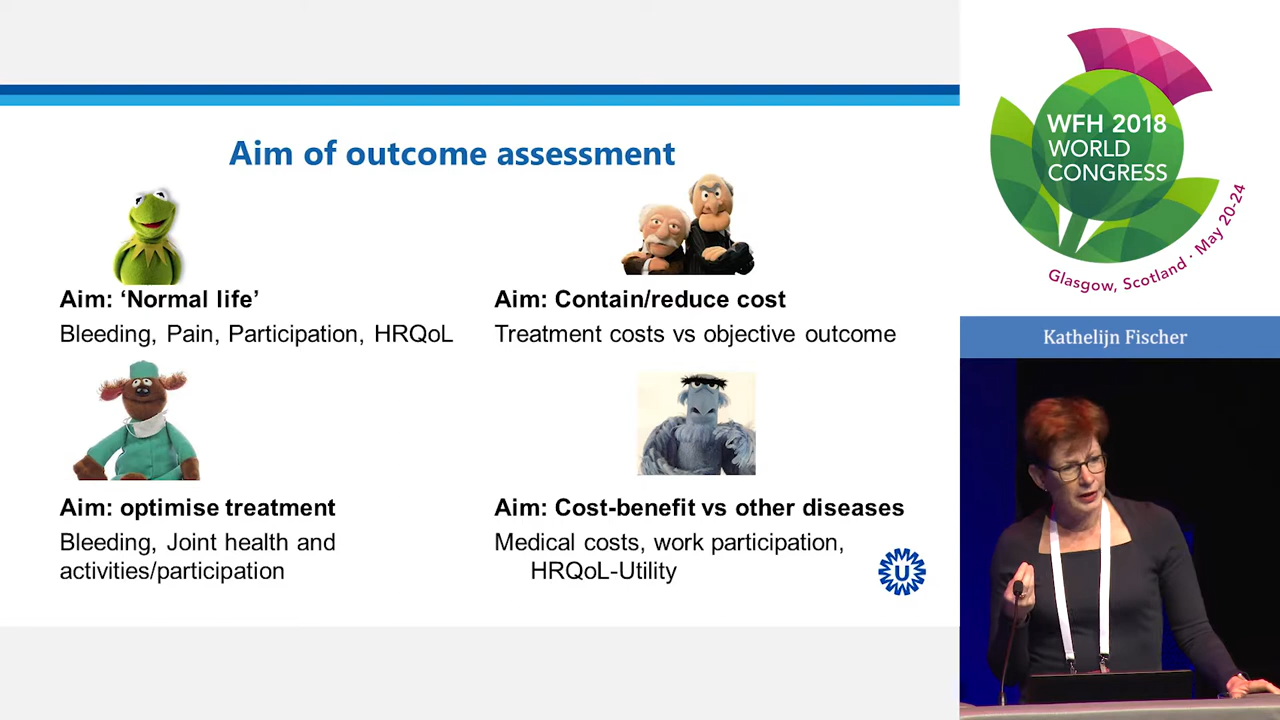 Aim of outcome assessment
Aim: ‘Normal life’
Bleeding, Pain, Participation, HRQoL
Aim: Contain/reduce cost
Treatment costs vs objective outcome
Aim: optimise treatment
Bleeding, Joint health and
activities/participation
Aim: Cost-benefit vs other diseases
Medical costs, work participation,
HRQoL-Utility
U
WFH 2018
WORLD
CONGRESS
Glasgow, Scotland · May 20-24
Kathelijn Fischer